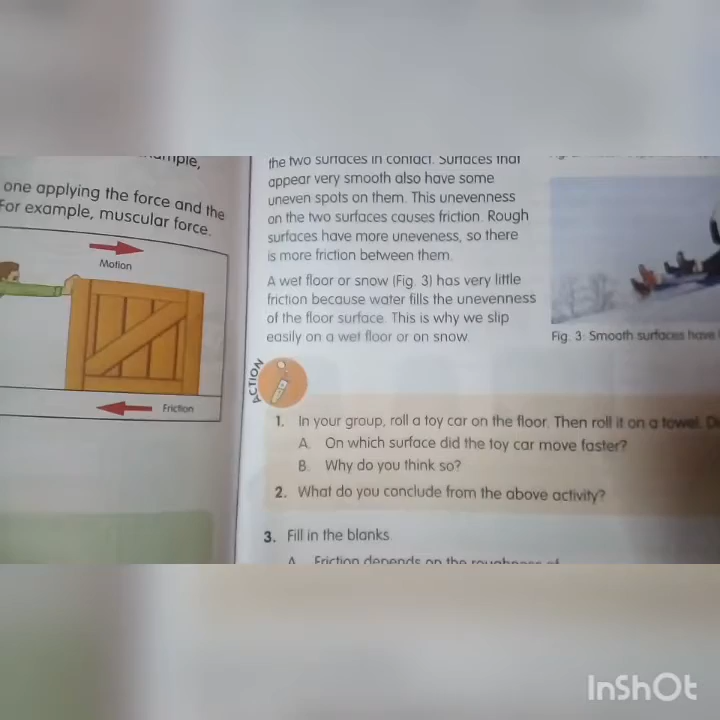 one applying the force and the
For example, muscular force.
Motion
Friction
the two surfaces in contact. Surfaces that
appear very smooth also have some
uneven spots on them. This unevenness
on the two surfaces causes friction. Rough
surfaces have more uneveness, so there
is more friction between them.
A wet floor or snow (Fig. 3) has very little
friction because water fills the unevenness
of the floor surface. This is why we slip
easily on a wet floor or on snow.
Fig. 3: Smooth surfaces have
ACTION
1. In your group, roll a toy car on the floor. Then roll it on a towel.
A. On which surface did the toy car move faster?
B. Why do you think so?
2. What do you conclude from the above activity?
3. Fill in the blanks.
A. Friction depends on the roughness of
InShOt